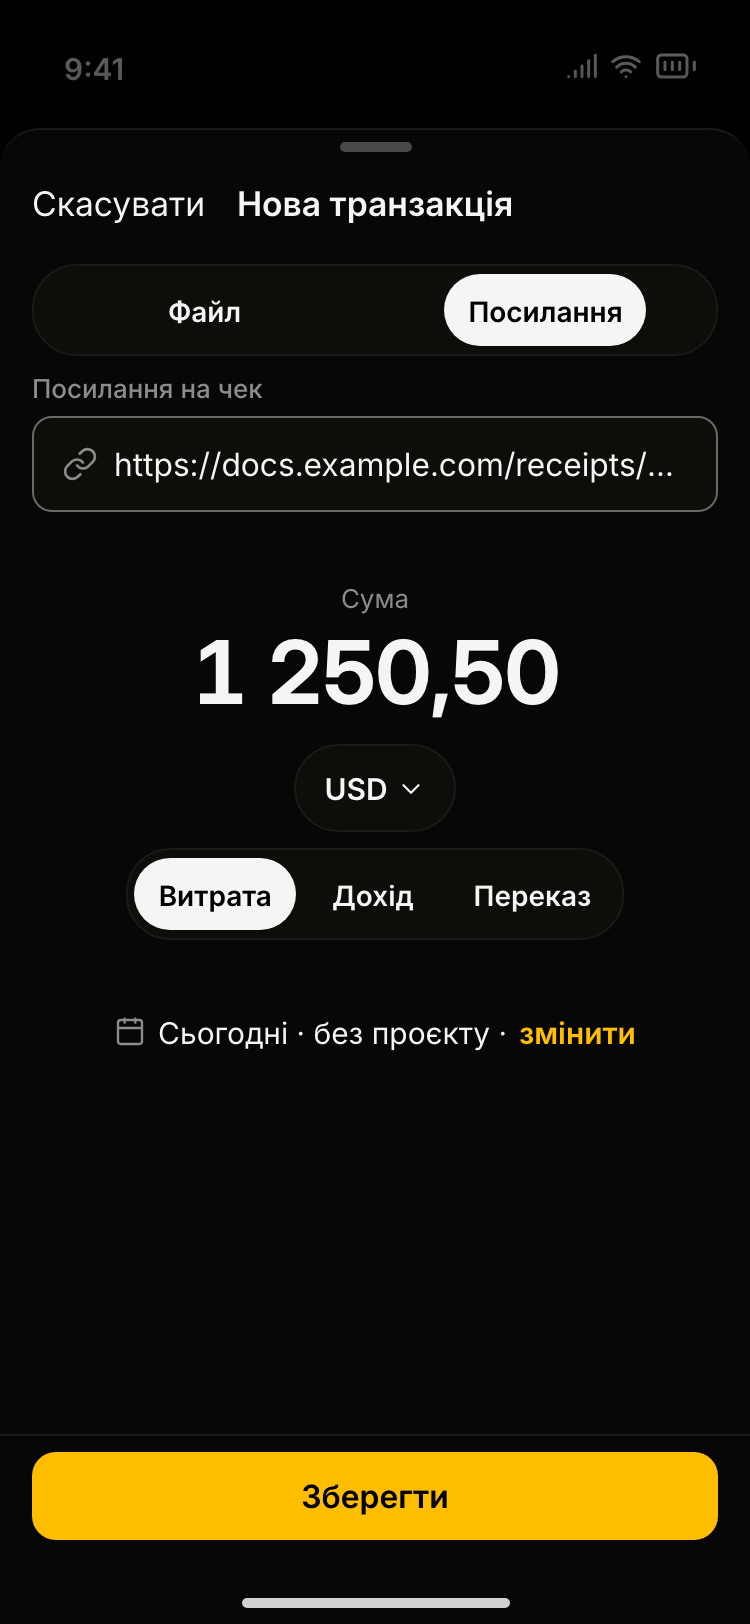 9:41
Скасувати Нова транзакція
Файл Посилання
Посилання на чек
https://docs.example.com/receipts/...
Сума
1 250,50
USD
Витрата Дохід Переказ
Сьогодні · без проєкту · змінити
Зберегти